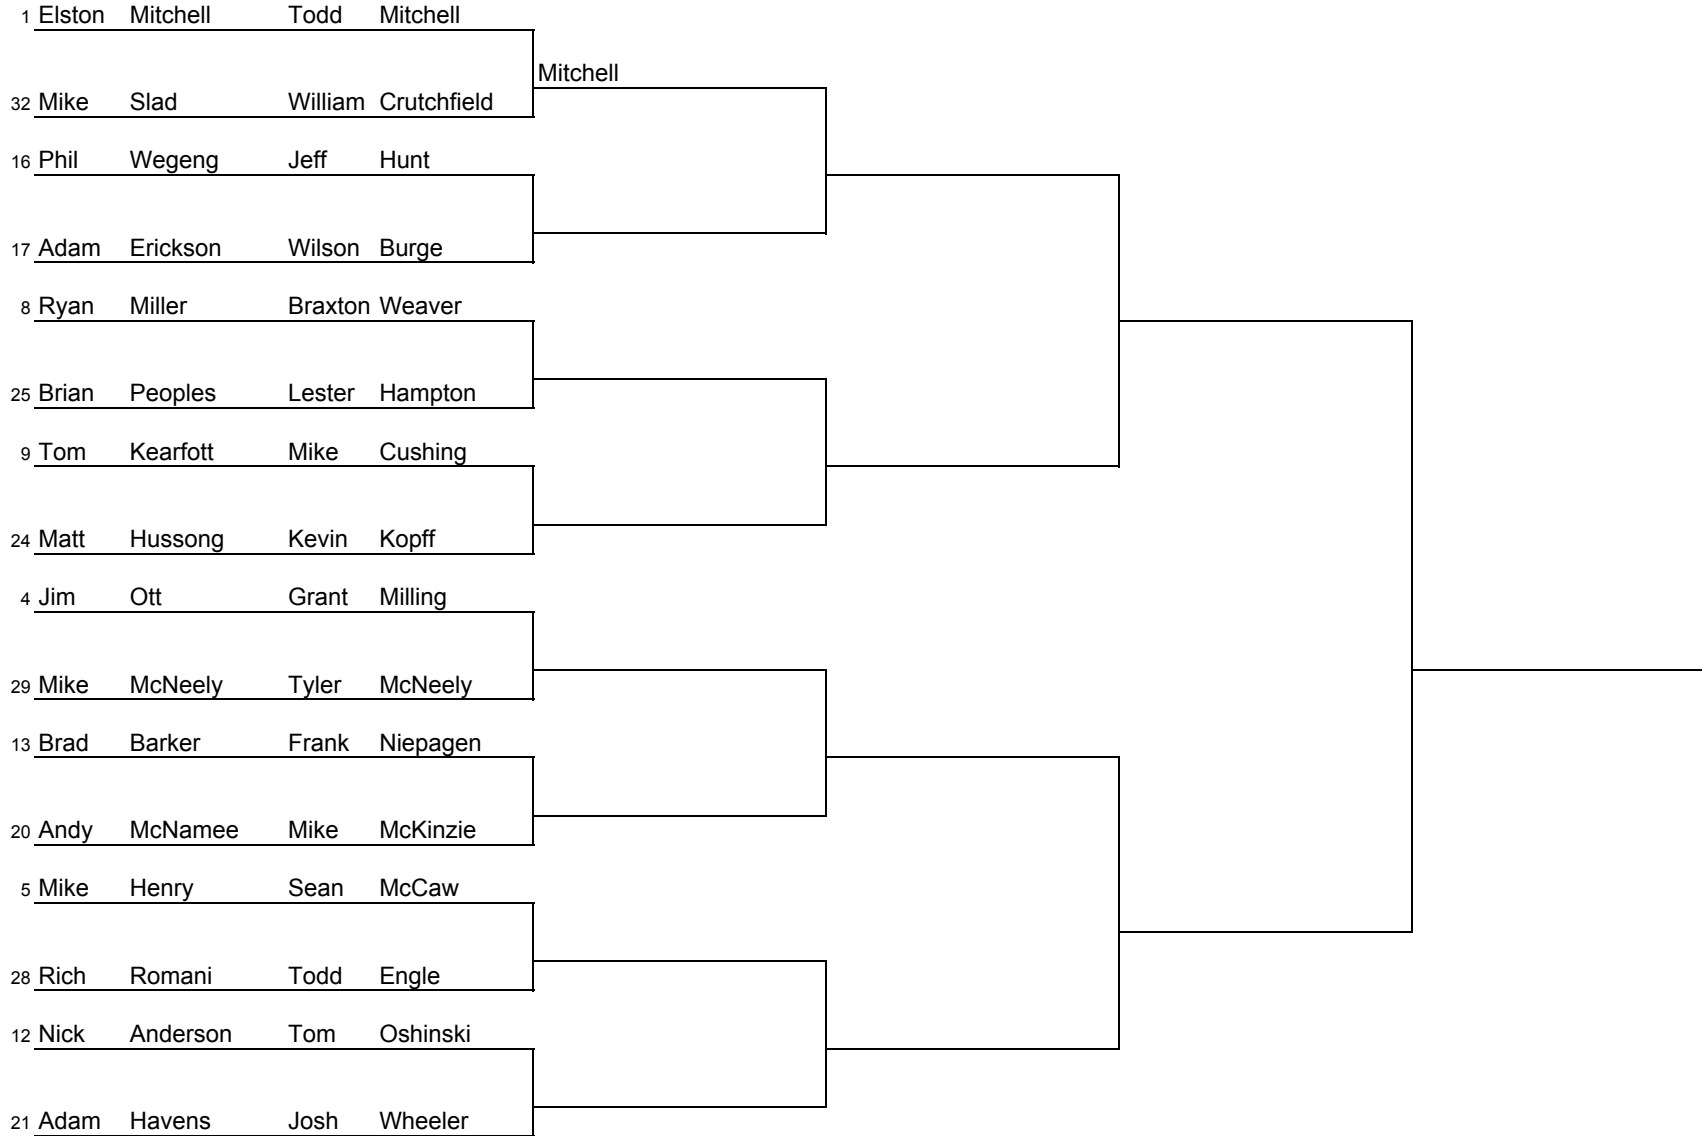 1 Elston Mitchell Todd Mitchell
Mitchell
32 Mike Slad William Crutchfield
16 Phil Wegeng Jeff Hunt
17 Adam Erickson Wilson Burge
8 Ryan Miller Braxton Weaver
25 Brian Peoples Lester Hampton
9 Tom Kearfott Mike Cushing
24 Matt Hussong Kevin Kopff
4 Jim Ott Grant Milling
29 Mike McNeely Tyler McNeely
13 Brad Barker Frank Niepagen
20 Andy McNamee Mike McKinzie
5 Mike Henry Sean McCaw
28 Rich Romani Todd Engle
12 Nick Anderson Tom Oshinski
21 Adam Havens Josh Wheeler